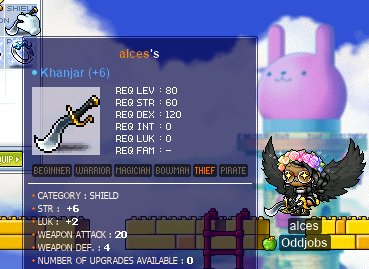 SHIELD
alces's
Khanjar (+6)
REQ LEV : 80
REQ STR : 60
REQ DEX : 120
REQ INT : 0
REQ LUK : 0
REQ FAM : -
BEGINNER WARRIOR MAGICIAN BOWMAN THIEF PIRATE
CATEGORY : SHIELD
STR : +6
LUK : +2
WEAPON ATTACK : 20
WEAPON DEF. : 4
NUMBER OF UPGRADES AVAILABLE : 0
alces
Oddjobs